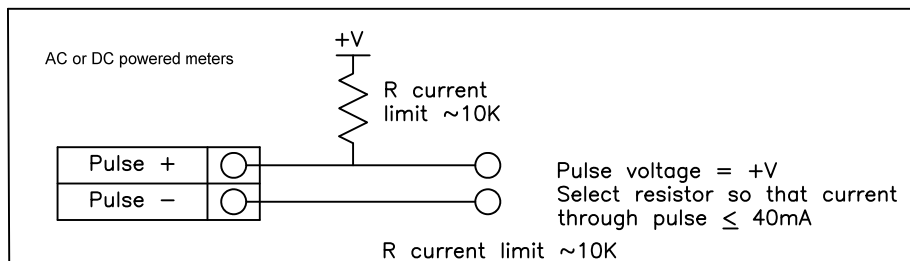 +V
AC or DC powered meters
R current
limit ~10K
Pulse +
Pulse −
Pulse voltage = +V
Select resistor so that current
through pulse ≤ 40mA
R current limit ~10K